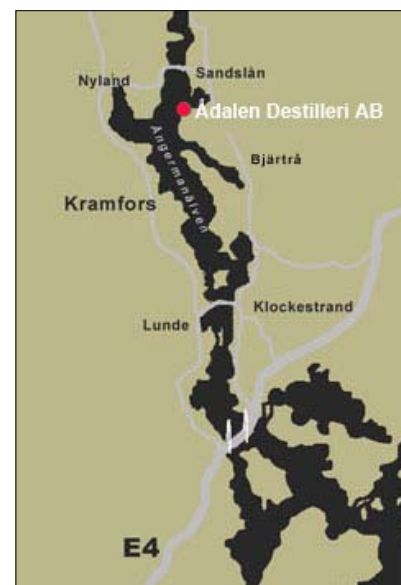 Sandslån
Nyland
Ådalen Destilleri AB
Ångermanälven
Bjärtrå
Kramfors
Klockestrand
Lunde
E4